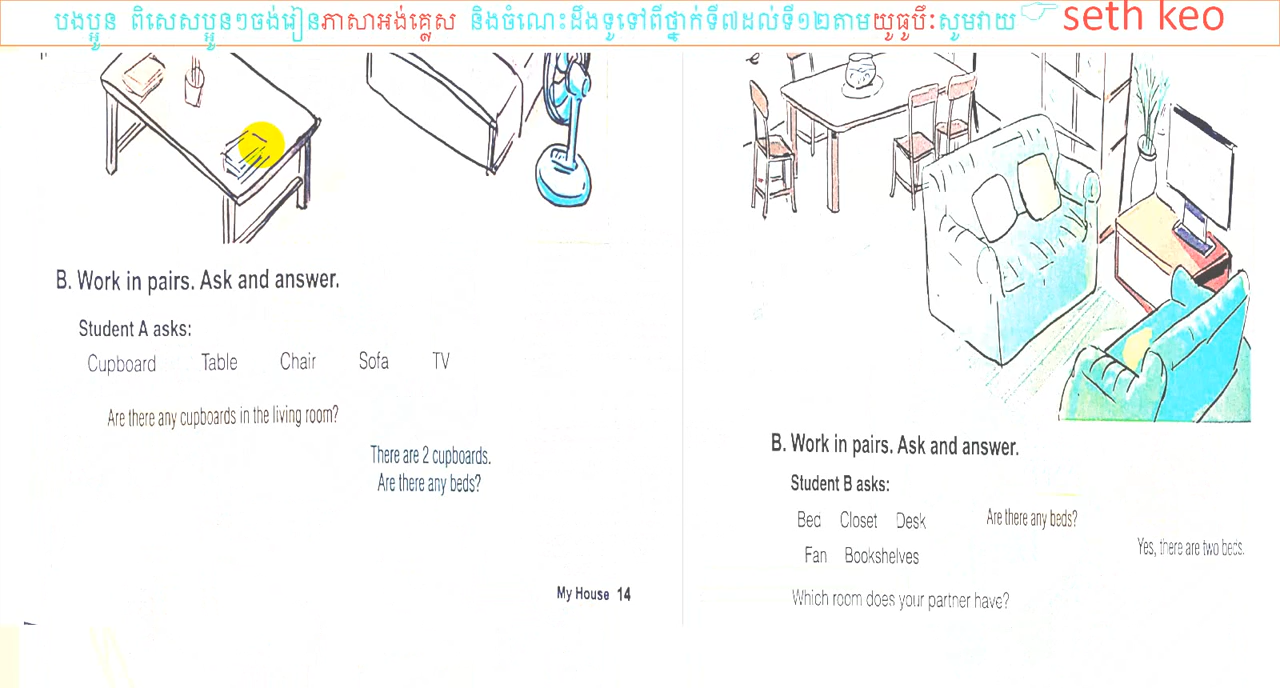 បងប្អូន ពិសេសប្អូនៗចង់រៀនភាសាអង់គ្លេស និងចំណេះដឹងទូទៅពីថ្នាក់ទី៧ដល់ទី១២តាមយូធូបឺៈសូមវាយ👉 seth keo
e
B. Work in pairs. Ask and answer.
Student A asks:
Cupboard Table Chair Sofa TV
Are there any cupboards in the living room?
There are 2 cupboards.
Are there any beds?
My House 14
B. Work in pairs. Ask and answer.
Student B asks:
Bed Closet Desk Are there any beds?
Yes, there are two beds.
Fan Bookshelves
Which room does your partner have?